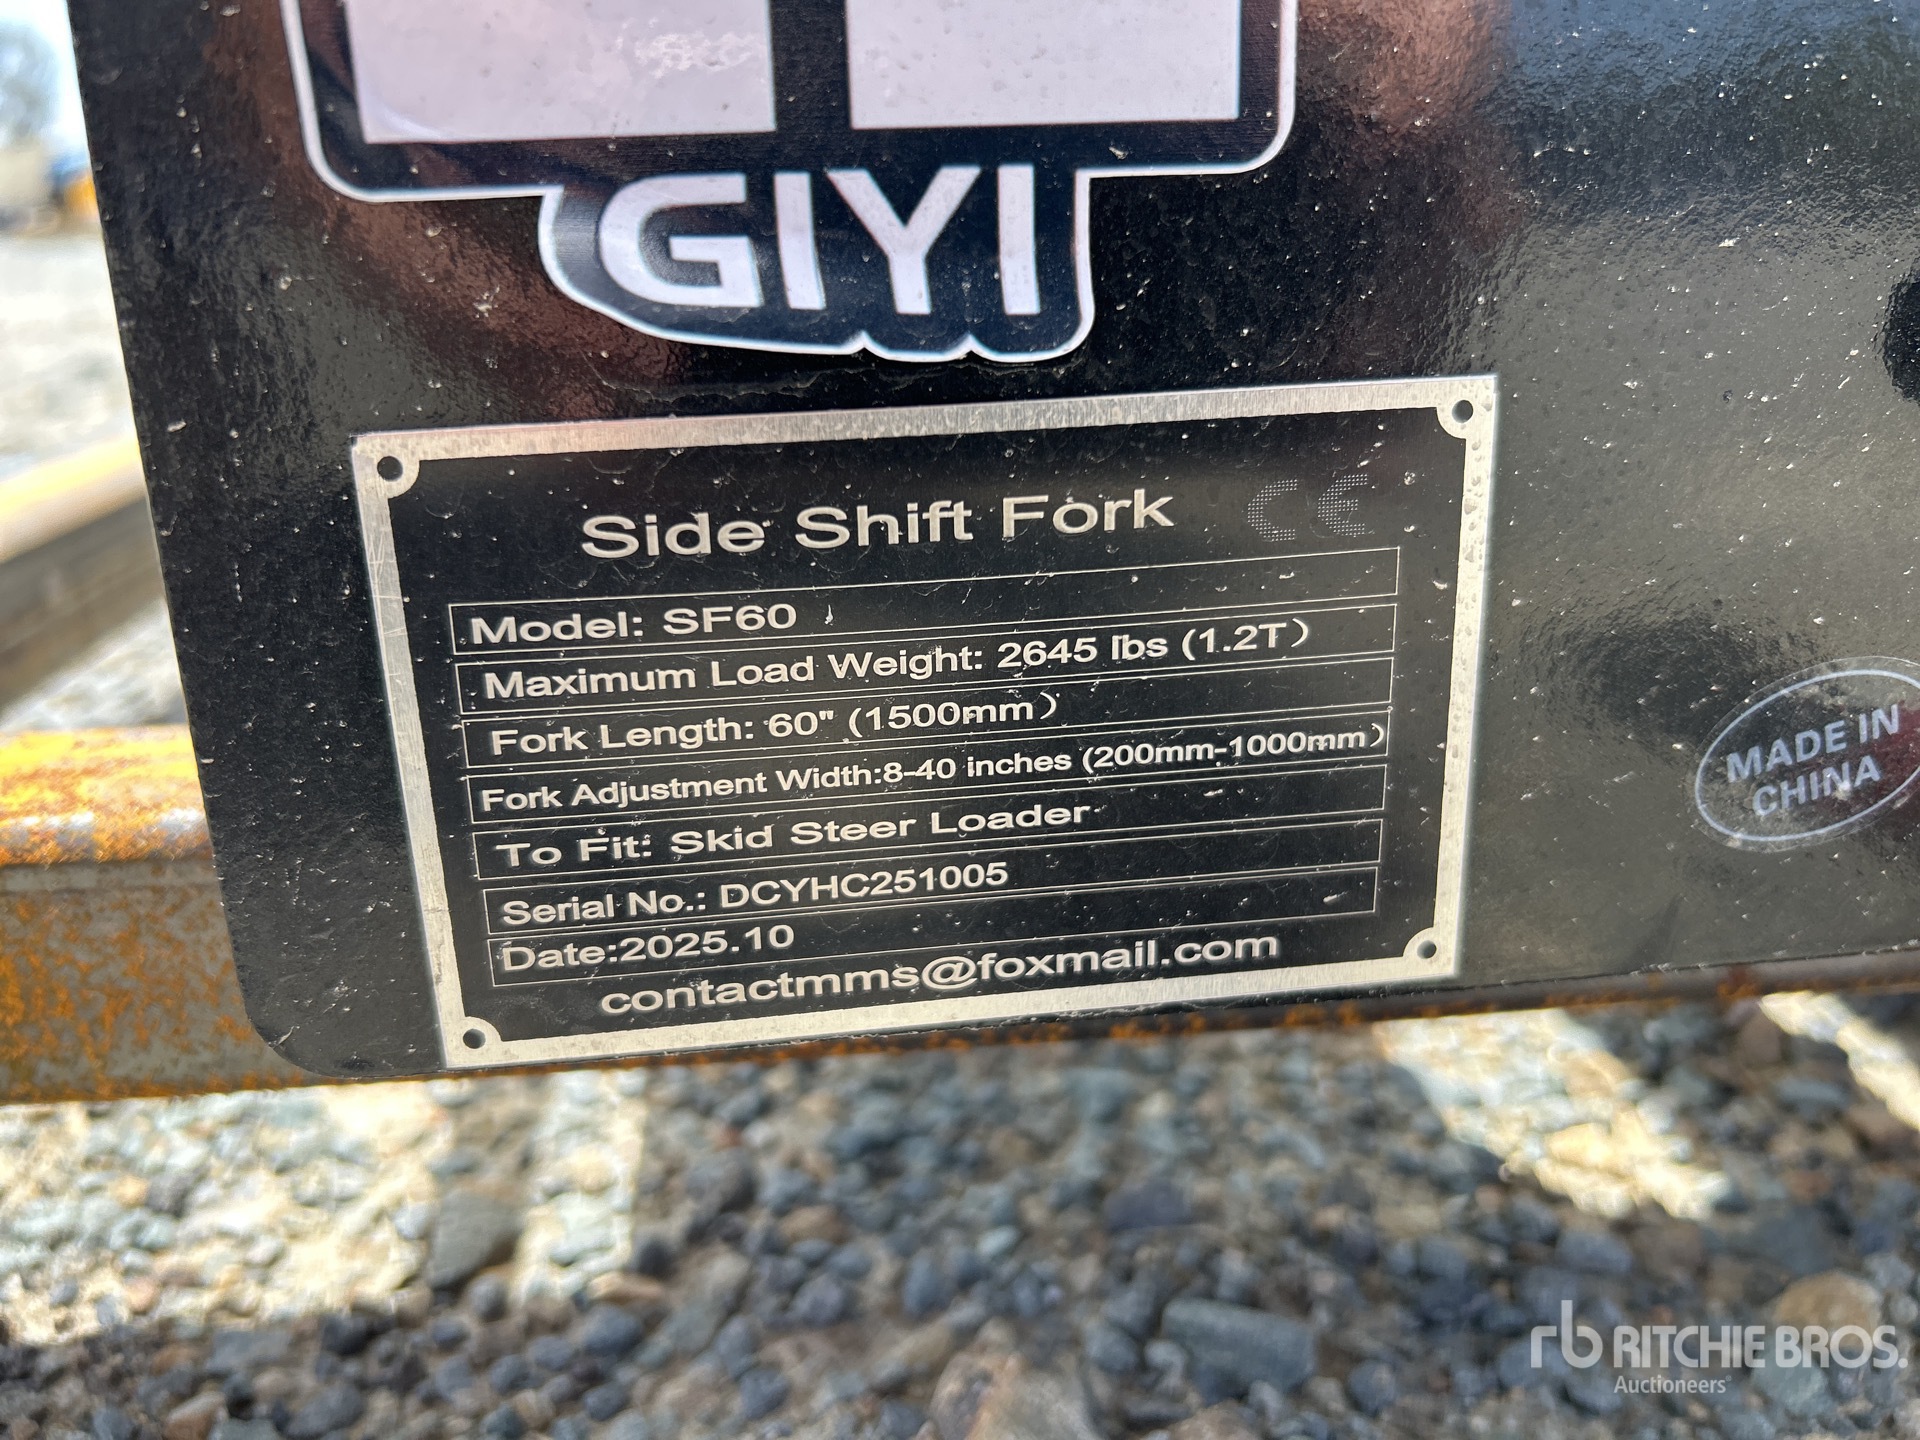 GIYI
Side Shift Fork CE
Model: SF60
Maximum Load Weight: 2645 lbs (1.2T)
Fork Length: 60" (1500mm)
Fork Adjustment Width:8-40 inches (200mm-1000mm)
To Fit: Skid Steer Loader
Serial No.: DCYHC251005
Date:2025.10
contactmms@foxmail.com
MADE IN
CHINA
rb RITCHIE BROS.
Auctioneers